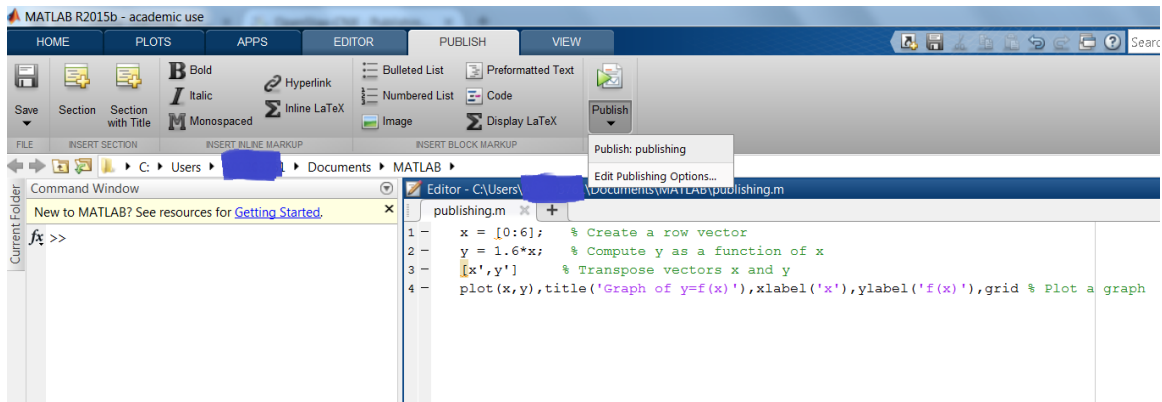 MATLAB R2015b - academic use
HOME PLOTS APPS EDITOR PUBLISH VIEW
Searc
Save Section Section with Title
Bold
Italic
Monospaced
Hyperlink
Inline LaTeX
Bulleted List
Numbered List
Image
Preformatted Text
Code
Display LaTeX
Publish
FILE INSERT SECTION INSERT INLINE MARKUP INSERT BLOCK MARKUP
Publish: publishing
Edit Publishing Options...
C: Users 1 Documents MATLAB
Current Folder
Command Window
New to MATLAB? See resources for Getting Started.
fx >>
Editor - C:\Users\ \Documents\MATLAB\publishing.m
publishing.m
1 x = [0:6]; % Create a row vector
2 y = 1.6*x; % Compute y as a function of x
3 [x',y'] % Transpose vectors x and y
4 plot(x,y),title('Graph of y=f(x)'),xlabel('x'),ylabel('f(x)'),grid % Plot a graph